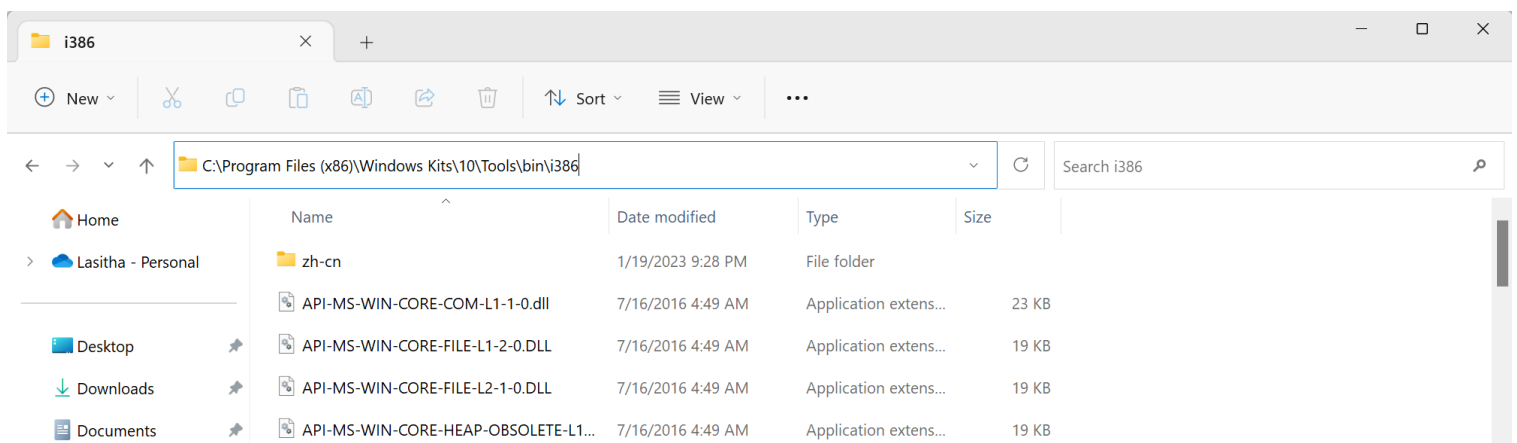 i386
New
Sort
View
C:\Program Files (x86)\Windows Kits\10\Tools\bin\i386
Search i386
Home
Lasitha - Personal
Desktop
Downloads
Documents
Name Date modified Type Size
zh-cn 1/19/2023 9:28 PM File folder
API-MS-WIN-CORE-COM-L1-1-0.dll 7/16/2016 4:49 AM Application extens... 23 KB
API-MS-WIN-CORE-FILE-L1-2-0.DLL 7/16/2016 4:49 AM Application extens... 19 KB
API-MS-WIN-CORE-FILE-L2-1-0.DLL 7/16/2016 4:49 AM Application extens... 19 KB
API-MS-WIN-CORE-HEAP-OBSOLETE-L1... 7/16/2016 4:49 AM Application extens... 19 KB